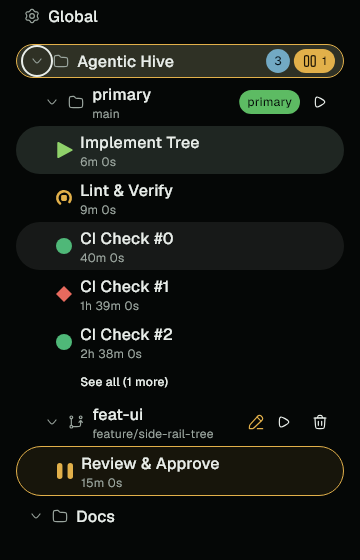 Global
Agentic Hive 3 1
primary primary
main
Implement Tree
6m 0s
Lint & Verify
9m 0s
CI Check #0
40m 0s
CI Check #1
1h 39m 0s
CI Check #2
2h 38m 0s
See all (1 more)
feat-ui
feature/side-rail-tree
Review & Approve
15m 0s
Docs